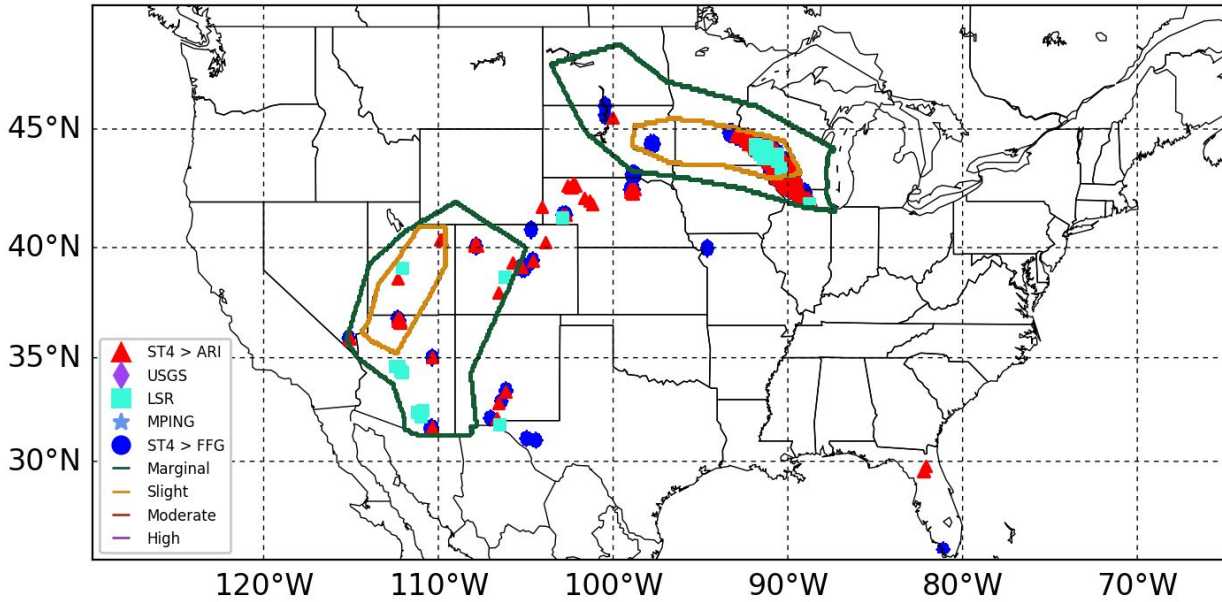 45°N
40°N
35°N
30°N
ST4 > ARI
USGS
LSR
MPING
ST4 > FFG
Marginal
Slight
Moderate
High
120°W 110°W 100°W 90°W 80°W 70°W